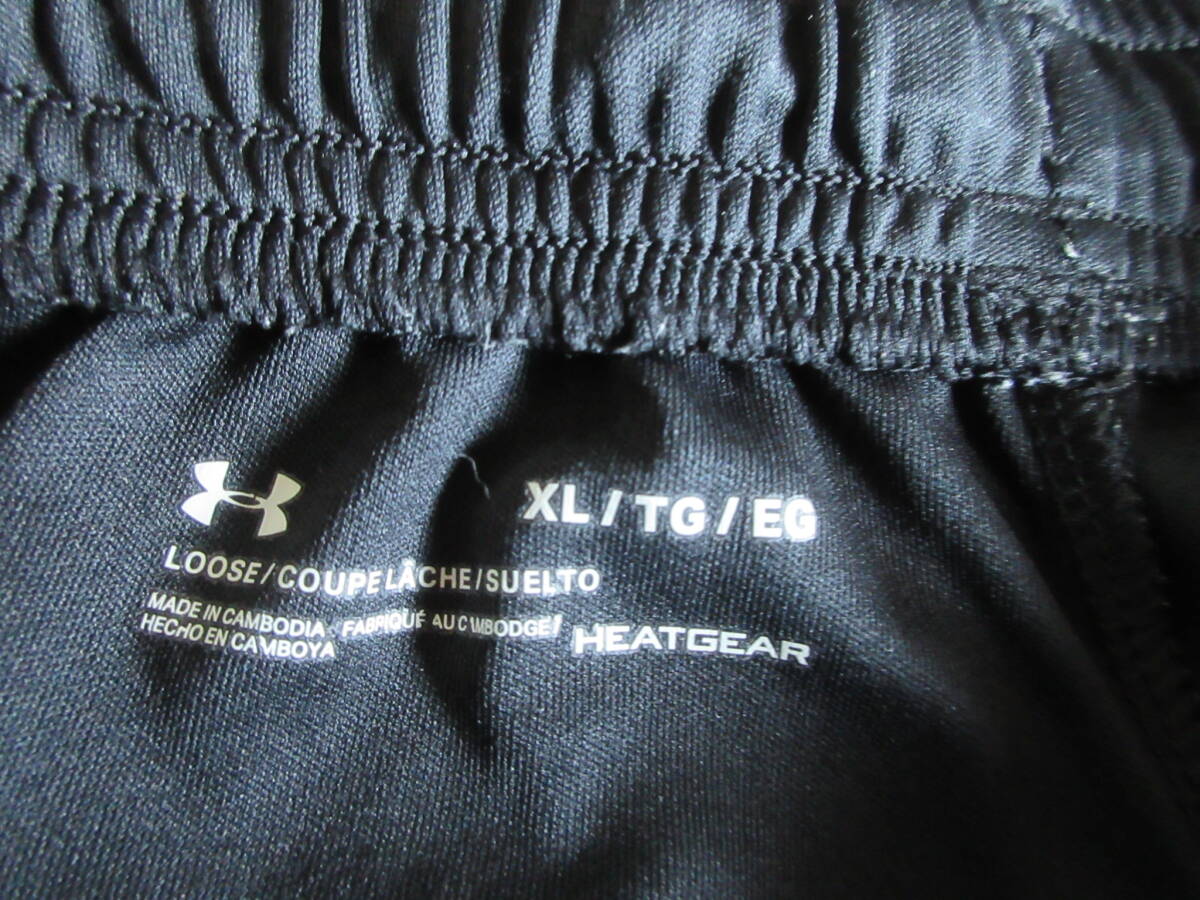 XL / TG / EG
LOOSE / COUPE LÂCHE / SUELTO
MADE IN CAMBODIA / FABRIQUÉ AU CAMBODGE /
HECHO EN CAMBOYA
HEATGEAR